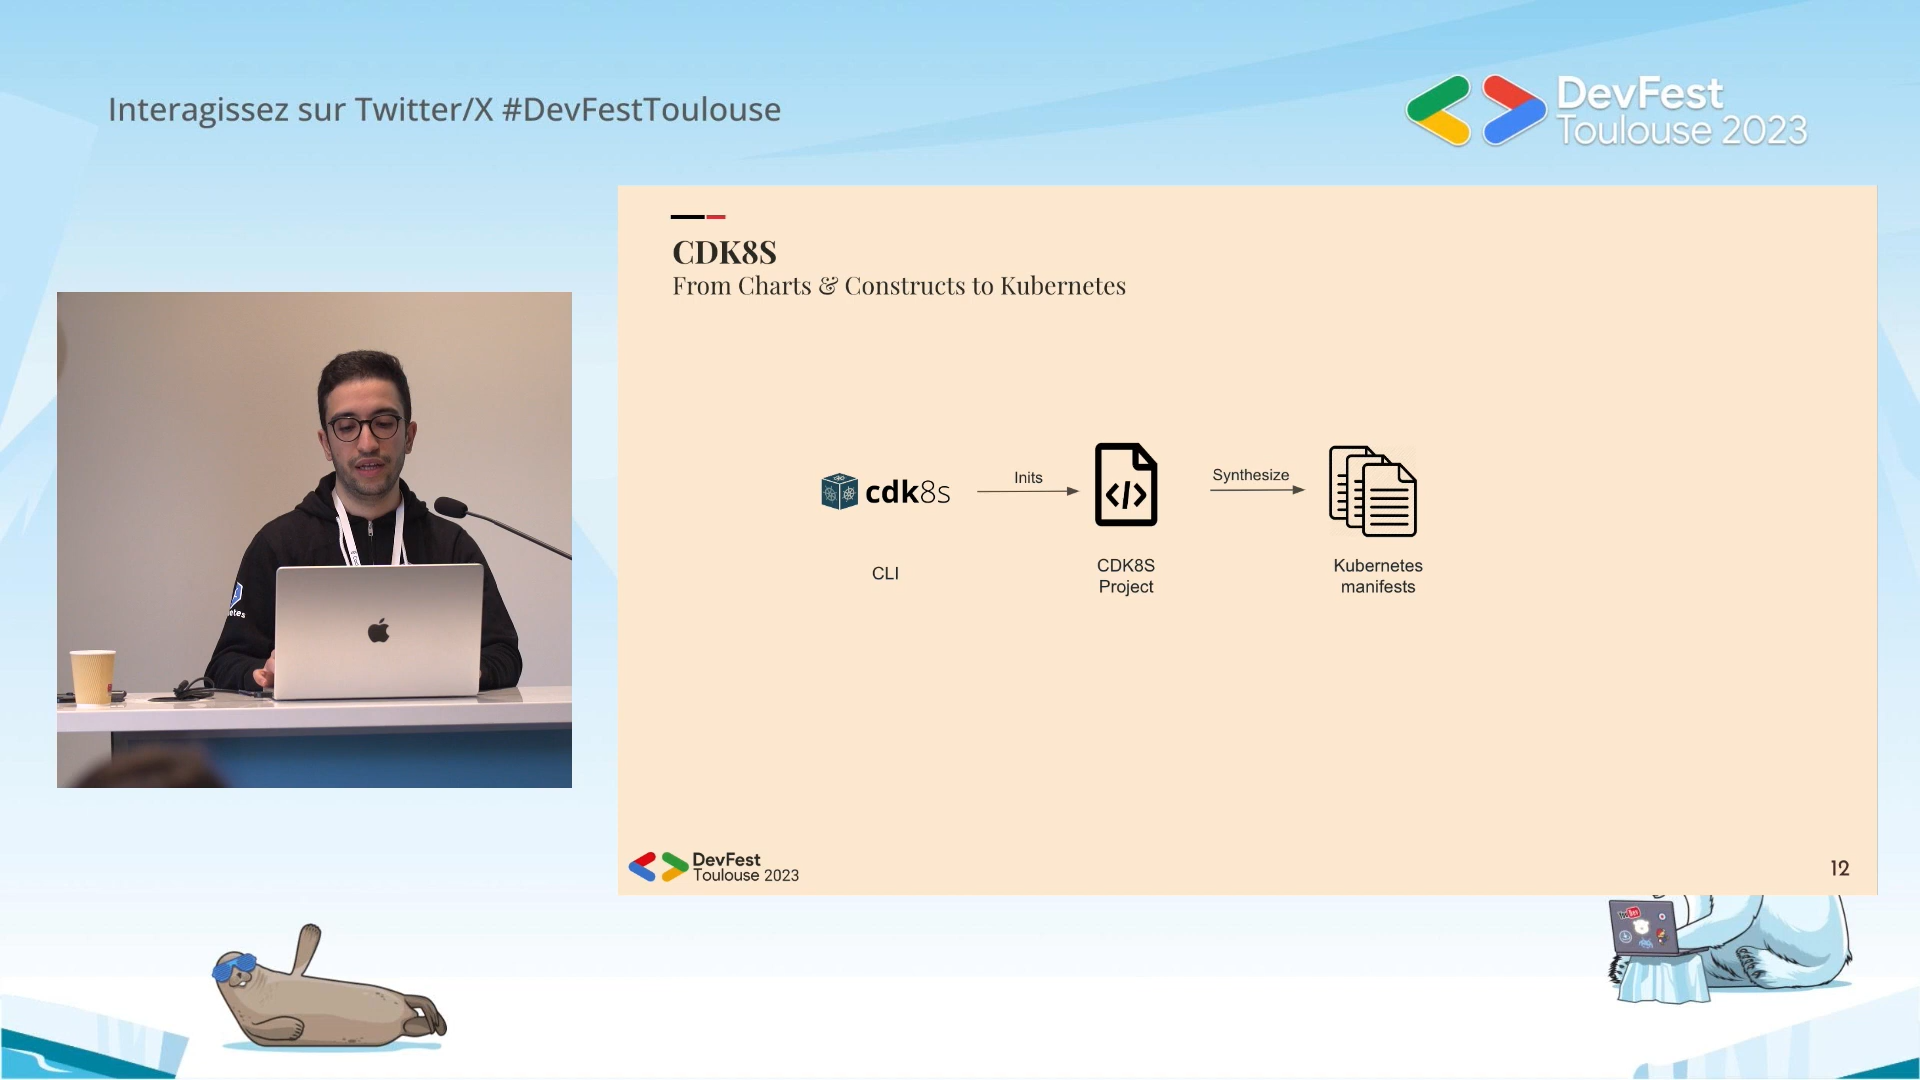 Interagissez sur Twitter/X #DevFestToulouse
DevFest
Toulouse 2023
CDK8S
From Charts & Constructs to Kubernetes
cdk8s
Inits
Synthesize
CLI
CDK8S
Project
Kubernetes
manifests
DevFest
Toulouse 2023
12